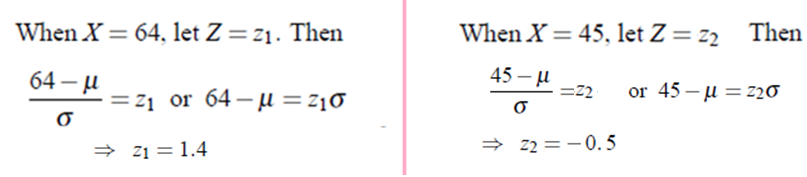 When X = 64, let Z = z₁. Then
(64 – μ)/σ = z₁ or 64 – μ = z₁σ
⇒ z₁ = 1.4
When X = 45, let Z = z₂ Then
(45 – μ)/σ =z₂ or 45 – μ = z₂σ
⇒ z₂ = – 0.5